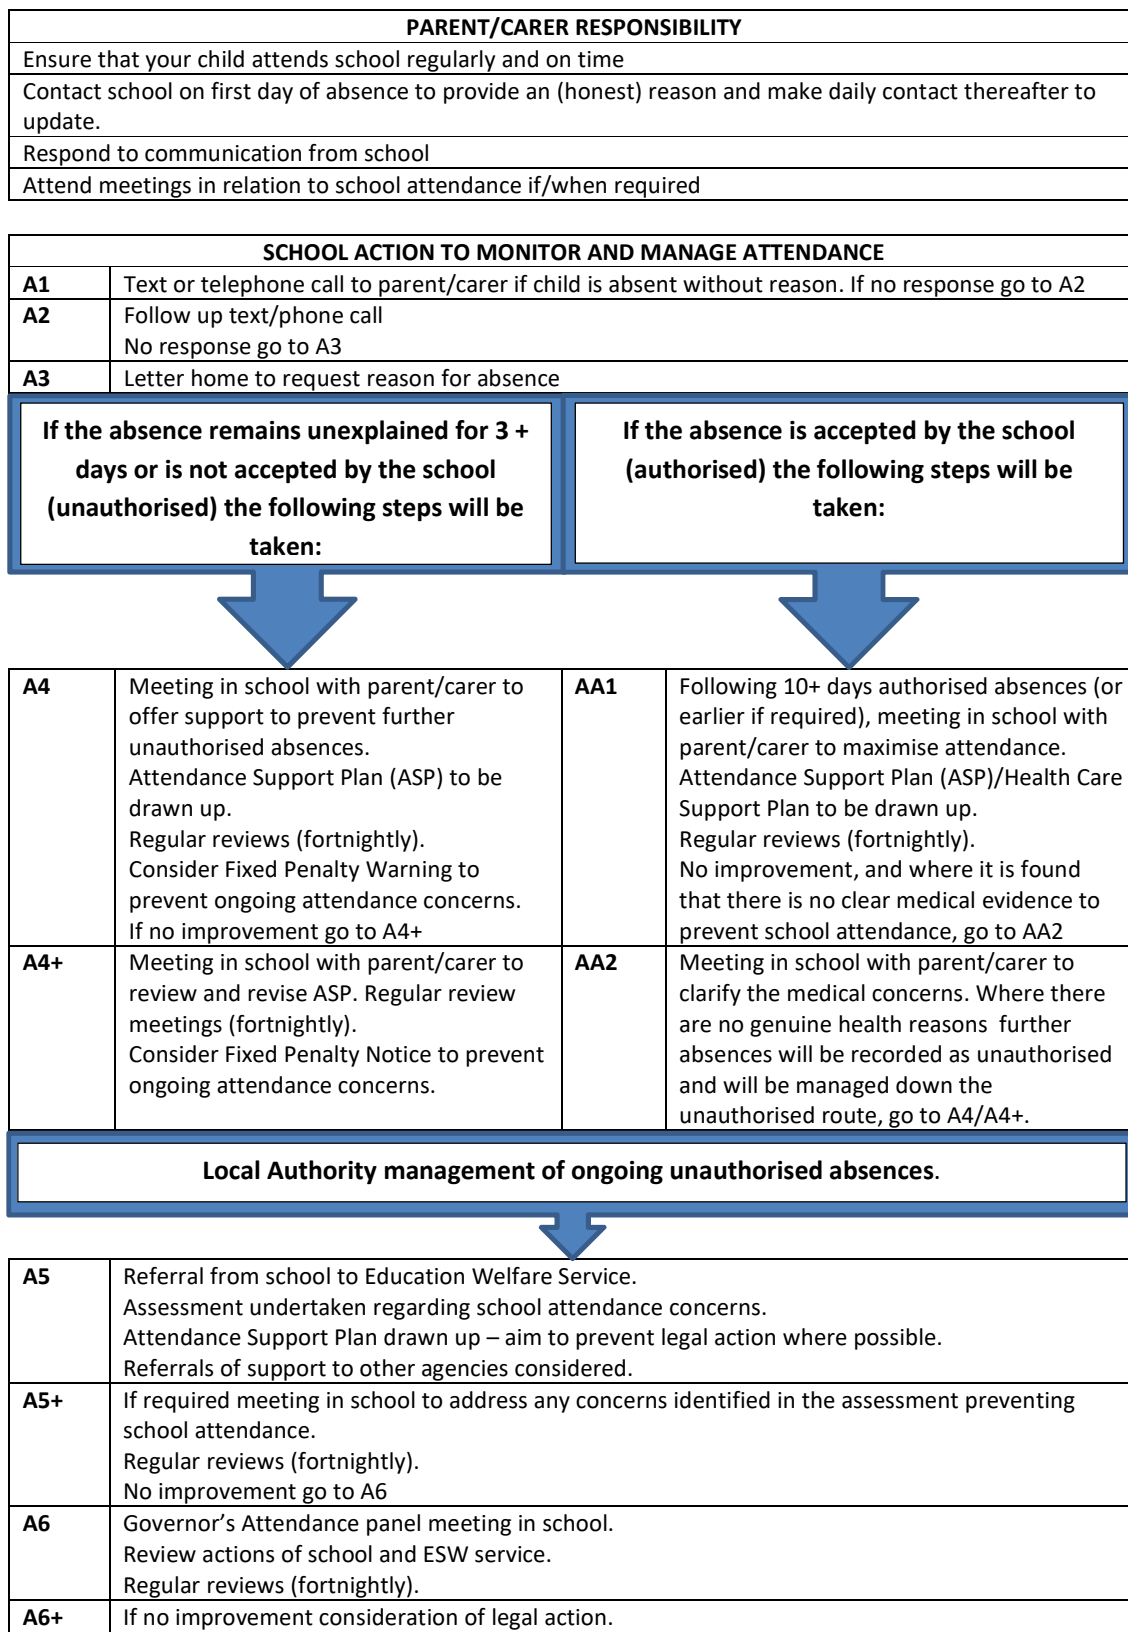 PARENT/CARER RESPONSIBILITY
Ensure that your child attends school regularly and on time
Contact school on first day of absence to provide an (honest) reason and make daily contact thereafter to
update.
Respond to communication from school
Attend meetings in relation to school attendance if/when required
SCHOOL ACTION TO MONITOR AND MANAGE ATTENDANCE
A1 Text or telephone call to parent/carer if child is absent without reason. If no response go to A2
A2 Follow up text/phone call
No response go to A3
A3 Letter home to request reason for absence
If the absence remains unexplained for 3 +
days or is not accepted by the school
(unauthorised) the following steps will be
taken:
If the absence is accepted by the school
(authorised) the following steps will be
taken:
A4 Meeting in school with parent/carer to
offer support to prevent further
unauthorised absences.
Attendance Support Plan (ASP) to be
drawn up.
Regular reviews (fortnightly).
Consider Fixed Penalty Warning to
prevent ongoing attendance concerns.
If no improvement go to A4+
AA1 Following 10+ days authorised absences (or
earlier if required), meeting in school with
parent/carer to maximise attendance.
Attendance Support Plan (ASP)/Health Care
Support Plan to be drawn up.
Regular reviews (fortnightly).
No improvement, and where it is found
that there is no clear medical evidence to
prevent school attendance, go to AA2
A4+ Meeting in school with parent/carer to
review and revise ASP. Regular review
meetings (fortnightly).
Consider Fixed Penalty Notice to prevent
ongoing attendance concerns.
AA2 Meeting in school with parent/carer to
clarify the medical concerns. Where there
are no genuine health reasons further
absences will be recorded as unauthorised
and will be managed down the
unauthorised route, go to A4/A4+.
Local Authority management of ongoing unauthorised absences.
A5 Referral from school to Education Welfare Service.
Assessment undertaken regarding school attendance concerns.
Attendance Support Plan drawn up – aim to prevent legal action where possible.
Referrals of support to other agencies considered.
A5+ If required meeting in school to address any concerns identified in the assessment preventing
school attendance.
Regular reviews (fortnightly).
No improvement go to A6
A6 Governor’s Attendance panel meeting in school.
Review actions of school and ESW service.
Regular reviews (fortnightly).
A6+ If no improvement consideration of legal action.